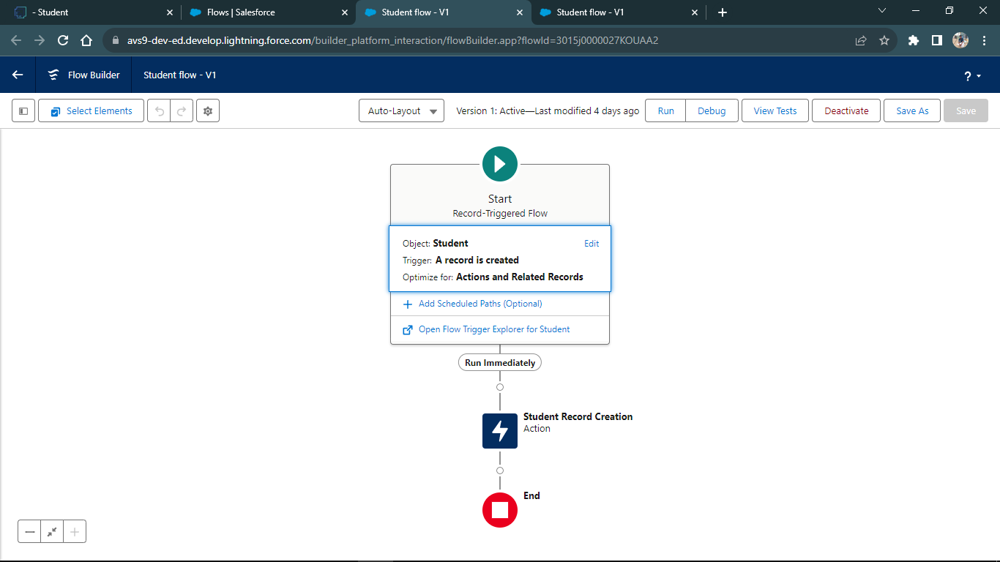 - Student
Flows | Salesforce
Student flow - V1
Student flow - V1
avs9-dev-ed.develop.lightning.force.com/builder_platform_interaction/flowBuilder.app?flowId=3015j0000027KOUAA2
Flow Builder
Student flow - V1
?
Select Elements
Auto-Layout
Version 1: Active—Last modified 4 days ago
Run
Debug
View Tests
Deactivate
Save As
Save
Start
Record-Triggered Flow
Object: Student
Edit
Trigger: A record is created
Optimize for: Actions and Related Records
Add Scheduled Paths (Optional)
Open Flow Trigger Explorer for Student
Run Immediately
Student Record Creation
Action
End